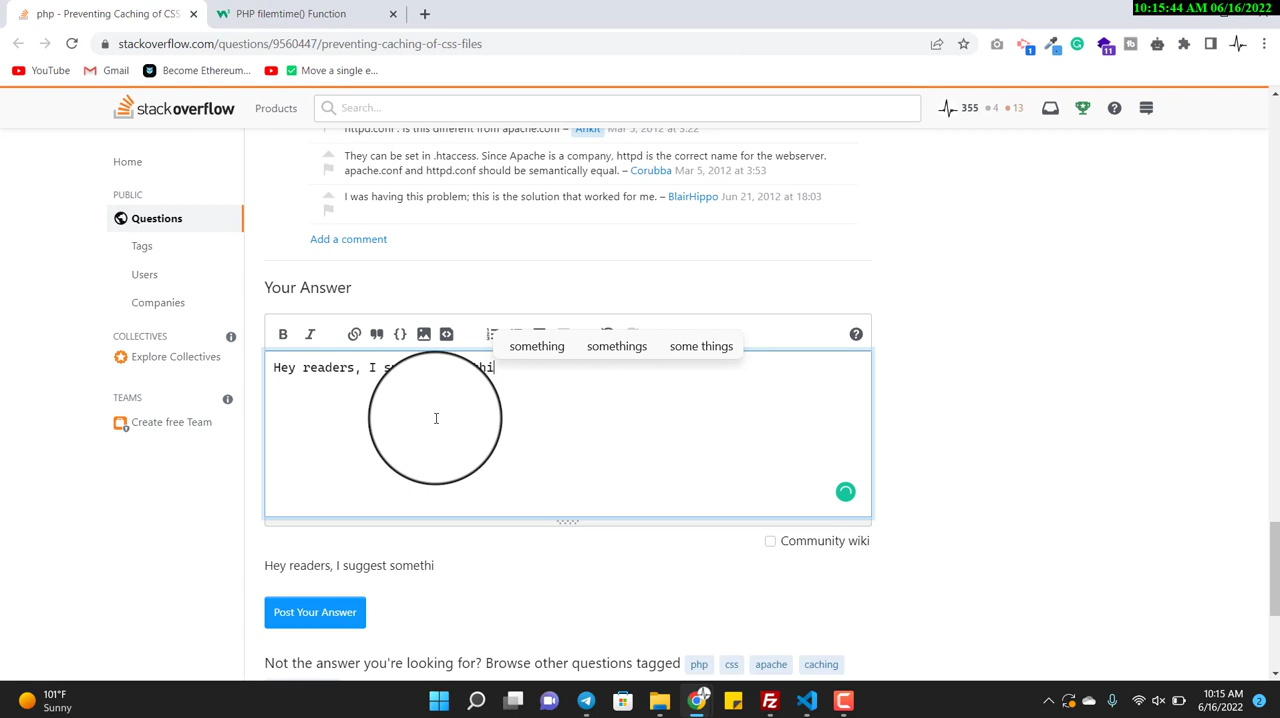 10:15:44 AM 06/16/2022
php - Preventing Caching of CSS
PHP filemtime() Function
stackoverflow.com/questions/9560447/preventing-caching-of-css-files
1
11
YouTube
Gmail
Become Ethereum...
Move a single e...
stackoverflow
Products
Search...
355 4 13
httpd.conf . Is this different from apache.conf – Ankit Mar 5, 2012 at 3:22
They can be set in .htaccess. Since Apache is a company, httpd is the correct name for the webserver.
apache.conf and httpd.conf should be semantically equal. – Corubba Mar 5, 2012 at 3:53
I was having this problem; this is the solution that worked for me. – BlairHippo Jun 21, 2012 at 18:03
Add a comment
Home
PUBLIC
Questions
Tags
Users
Companies
COLLECTIVES
Explore Collectives
TEAMS
Create free Team
Your Answer
B I
something somethings some things
Hey readers, I s hi
Community wiki
Hey readers, I suggest somethi
Post Your Answer
Not the answer you're looking for? Browse other questions tagged php css apache caching
101°F
Sunny
10:15 AM
6/16/2022
2